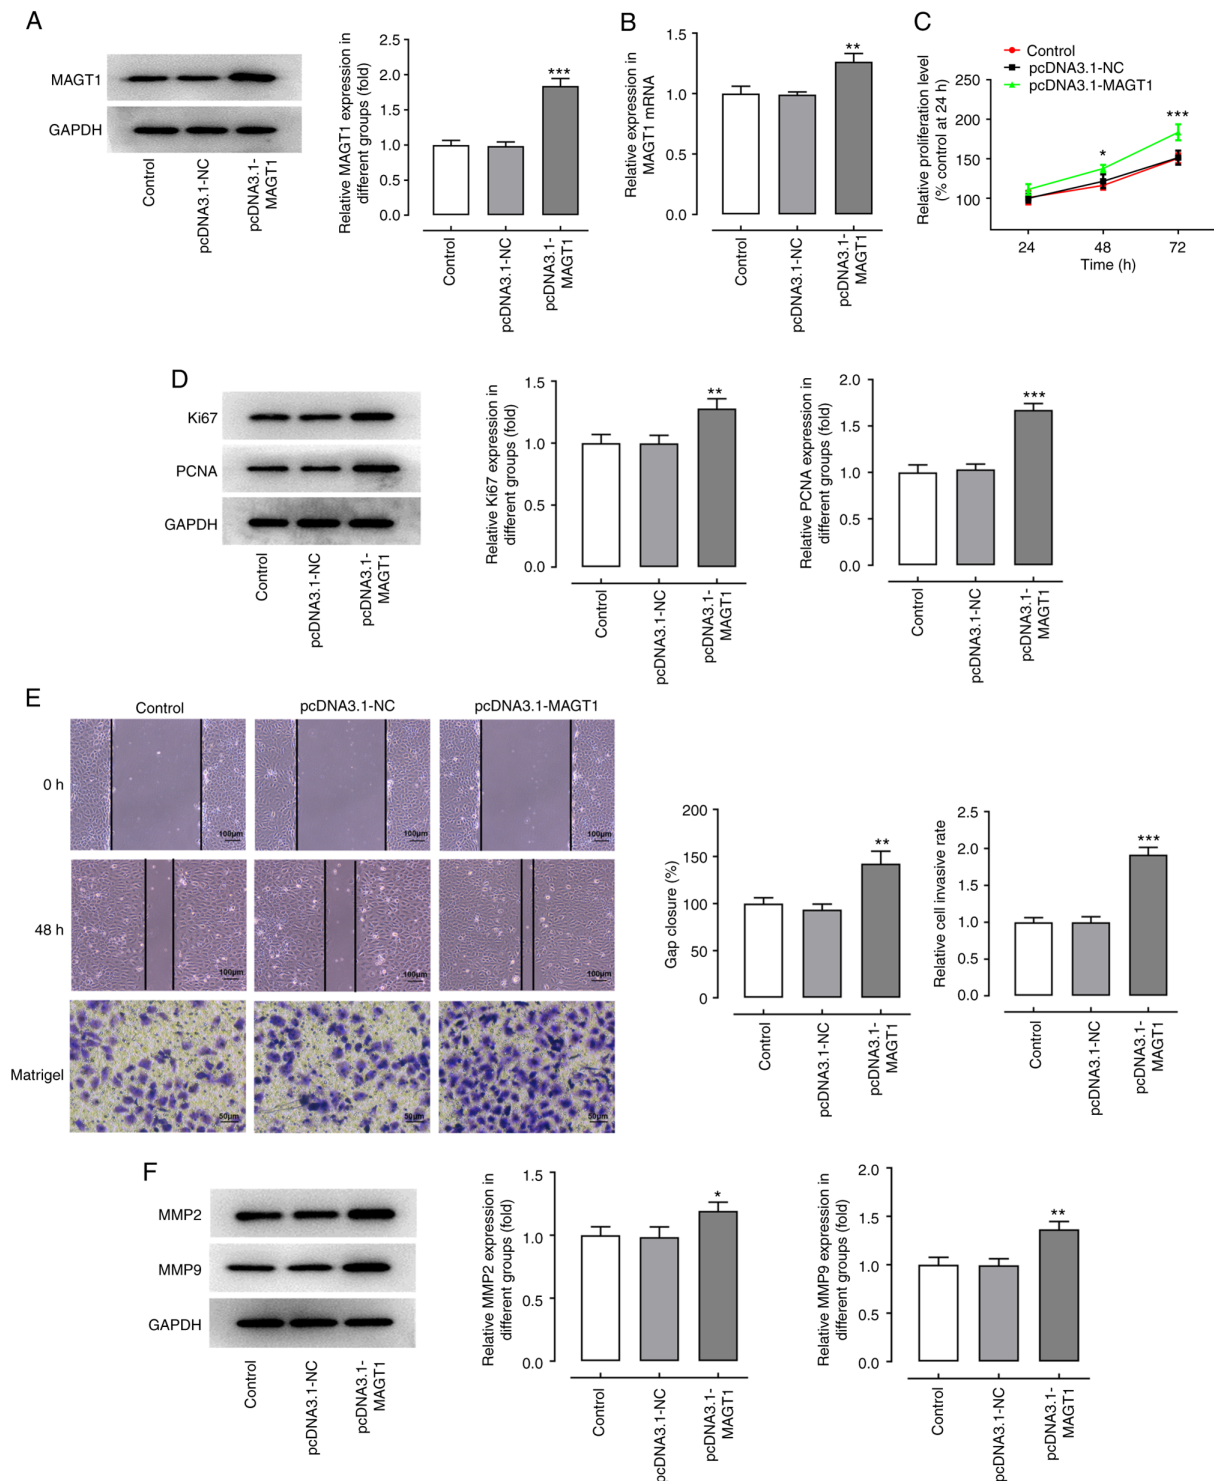 A
MAGT1
GAPDH
Control
pcDNA3.1-NC
pcDNA3.1-
MAGT1
Relative MAGT1 expression in
different groups (fold)
2.5
2.0
1.5
1.0
0.5
0.0
***
Control
pcDNA3.1-NC
pcDNA3.1-
MAGT1
B
Relative expression in
MAGT1 mRNA
1.5
1.0
0.5
0.0
**
Control
pcDNA3.1-NC
pcDNA3.1-
MAGT1
C
Control
pcDNA3.1-NC
pcDNA3.1-MAGT1
Relative proliferation level
(% control at 24 h)
250
200
150
100
*
***
24
48
72
Time (h)
D
Ki67
PCNA
GAPDH
Control
pcDNA3.1-NC
pcDNA3.1-
MAGT1
Relative Ki67 expression in
different groups (fold)
1.5
1.0
0.5
0.0
**
Control
pcDNA3.1-NC
pcDNA3.1-
MAGT1
Relative PCNA expression in
different groups (fold)
2.0
1.5
1.0
0.5
0.0
***
Control
pcDNA3.1-NC
pcDNA3.1-
MAGT1
E
Control
pcDNA3.1-NC
pcDNA3.1-MAGT1
0 h
100μm
100μm
100μm
48 h
100μm
100μm
100μm
Matrigel
50μm
50μm
50μm
Gap closure (%)
200
150
100
50
0
**
Control
pcDNA3.1-NC
pcDNA3.1-
MAGT1
Relative cell invasive rate
2.5
2.0
1.5
1.0
0.5
0.0
***
Control
pcDNA3.1-NC
pcDNA3.1-
MAGT1
F
MMP2
MMP9
GAPDH
Control
pcDNA3.1-NC
pcDNA3.1-
MAGT1
Relative MMP2 expression in
different groups (fold)
1.5
1.0
0.5
0.0
*
Control
pcDNA3.1-NC
pcDNA3.1-
MAGT1
Relative MMP9 expression in
different groups (fold)
2.0
1.5
1.0
0.5
0.0
**
Control
pcDNA3.1-NC
pcDNA3.1-
MAGT1